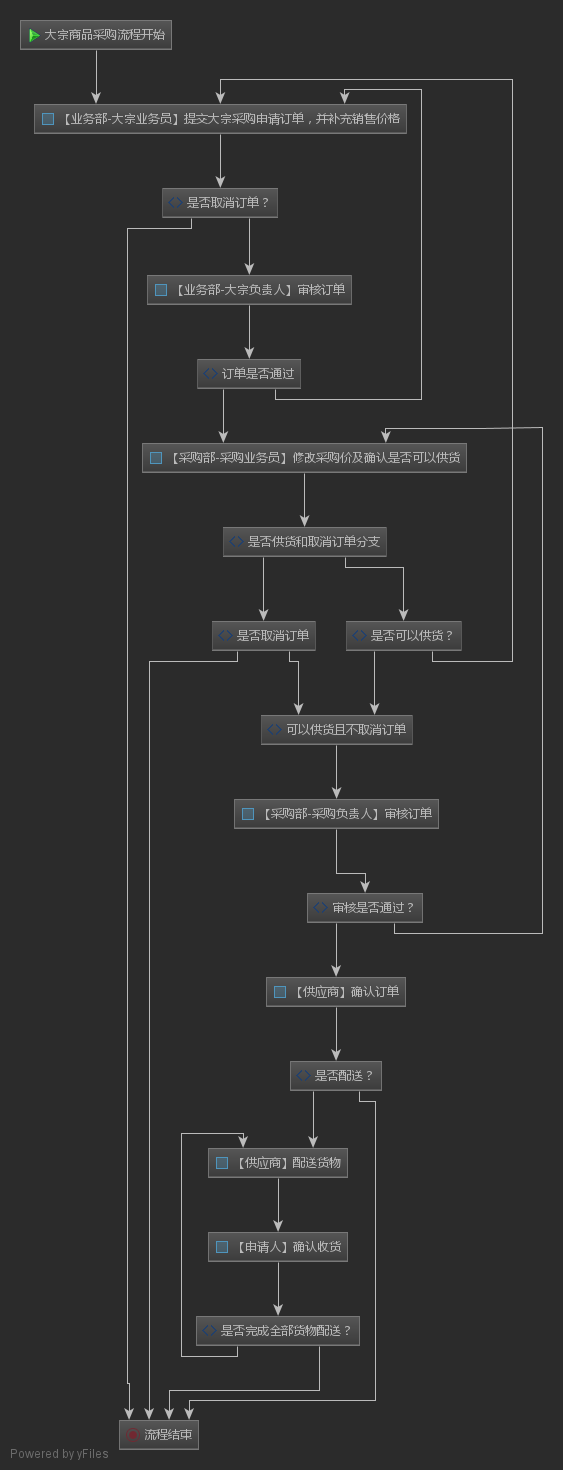 大宗商品采购流程开始
【业务部-大宗业务员】提交大宗采购申请订单，并补充销售价格
是否取消订单？
【业务部-大宗负责人】审核订单
订单是否通过
【采购部-采购业务员】修改采购价及确认是否可以供货
是否供货和取消订单分支
是否取消订单
是否可以供货？
可以供货且不取消订单
【采购部-采购负责人】审核订单
审核是否通过？
【供应商】确认订单
是否配送？
【供应商】配送货物
【申请人】确认收货
是否完成全部货物配送？
流程结束
Powered by yFiles